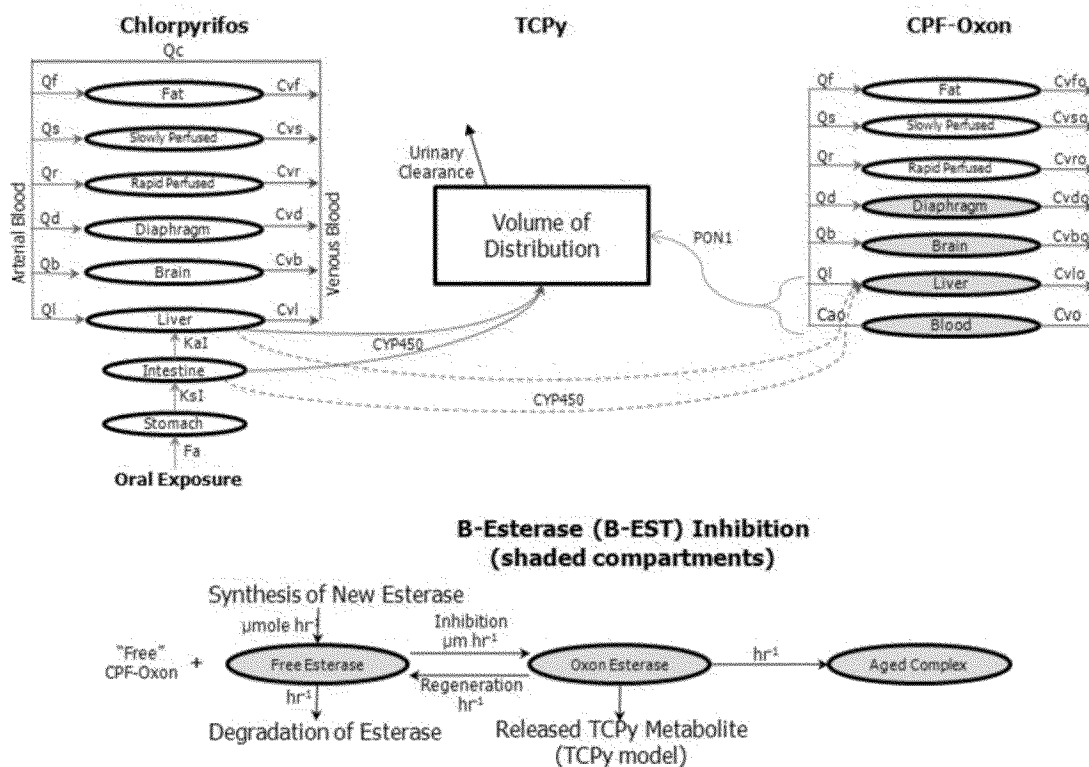 Chlorpyrifos
TCPy
CPF-Oxon
Qc
Qf
Fat
Cvf
Qs
Slowly Perfused
Cvs
Qr
Rapid Perfused
Cvr
Qd
Diaphragm
Cvd
Qb
Brain
Cvb
Ql
Liver
Cvl
Arterial Blood
Venous Blood
KaI
Intestine
KsI
Stomach
Fa
Oral Exposure
Urinary
Clearance
Volume of
Distribution
PON1
CYP450
CYP450
Qf
Fat
Cvfo
Qs
Slowly Perfused
Cvso
Qr
Rapid Perfused
Cvro
Qd
Diaphragm
Cvdo
Qb
Brain
Cvbo
Ql
Liver
Cvlo
Cao
Blood
Cvo
B-Esterase (B-EST) Inhibition
(shaded compartments)
Synthesis of New Esterase
µmole hr-1
"Free"
CPF-Oxon
+
Free Esterase
Inhibition
µm hr-1
Regeneration
hr-1
Oxon Esterase
hr-1
Aged Complex
hr-1
Degradation of Esterase
Released TCPy Metabolite
(TCPy model)